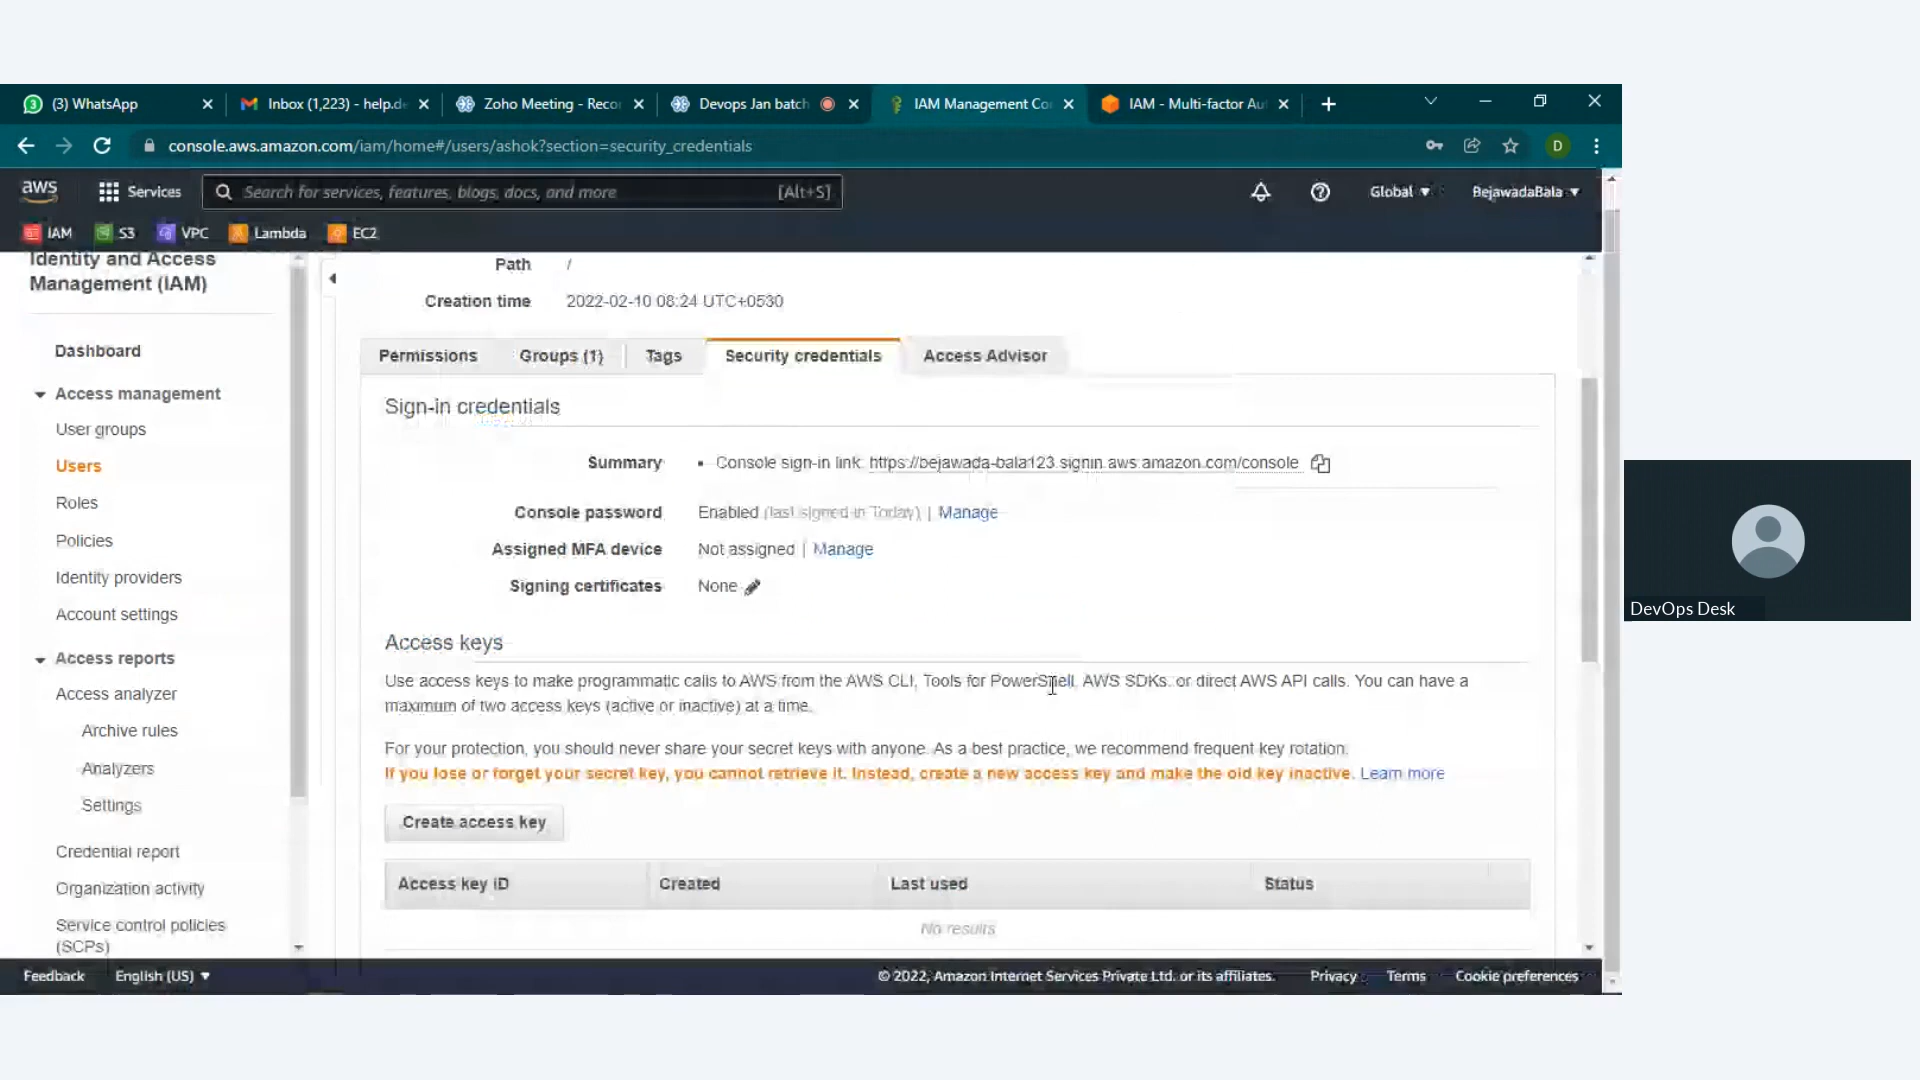 (3) WhatsApp
Inbox (1,223) - help.de
Zoho Meeting - Reco
Devops Jan batch
IAM Management Co
IAM - Multi-factor Au
console.aws.amazon.com/iam/home#/users/ashok?section=security_credentials
D
aws
Services
Search for services, features, blogs, docs, and more
[Alt+S]
Global
BejawadaBala
IAM
S3
VPC
Lambda
EC2
Identity and Access
Management (IAM)
Dashboard
Access management
User groups
Users
Roles
Policies
Identity providers
Account settings
Access reports
Access analyzer
Archive rules
Analyzers
Settings
Credential report
Organization activity
Service control policies
(SCPs)
Path /
Creation time 2022-02-10 08:24 UTC+0530
Permissions
Groups (1)
Tags
Security credentials
Access Advisor
Sign-in credentials
Summary • Console sign-in link: https://bejawada-bala123.signin.aws.amazon.com/console
Console password Enabled (last signed in Today) | Manage
Assigned MFA device Not assigned | Manage
Signing certificates None
Access keys
Use access keys to make programmatic calls to AWS from the AWS CLI, Tools for PowerShell, AWS SDKs, or direct AWS API calls. You can have a
maximum of two access keys (active or inactive) at a time.
For your protection, you should never share your secret keys with anyone. As a best practice, we recommend frequent key rotation.
If you lose or forget your secret key, you cannot retrieve it. Instead, create a new access key and make the old key inactive. Learn more
Create access key
Access key ID Created Last used Status
No results
Feedback English (US) © 2022, Amazon Internet Services Private Ltd. or its affiliates. Privacy Terms Cookie preferences
DevOps Desk